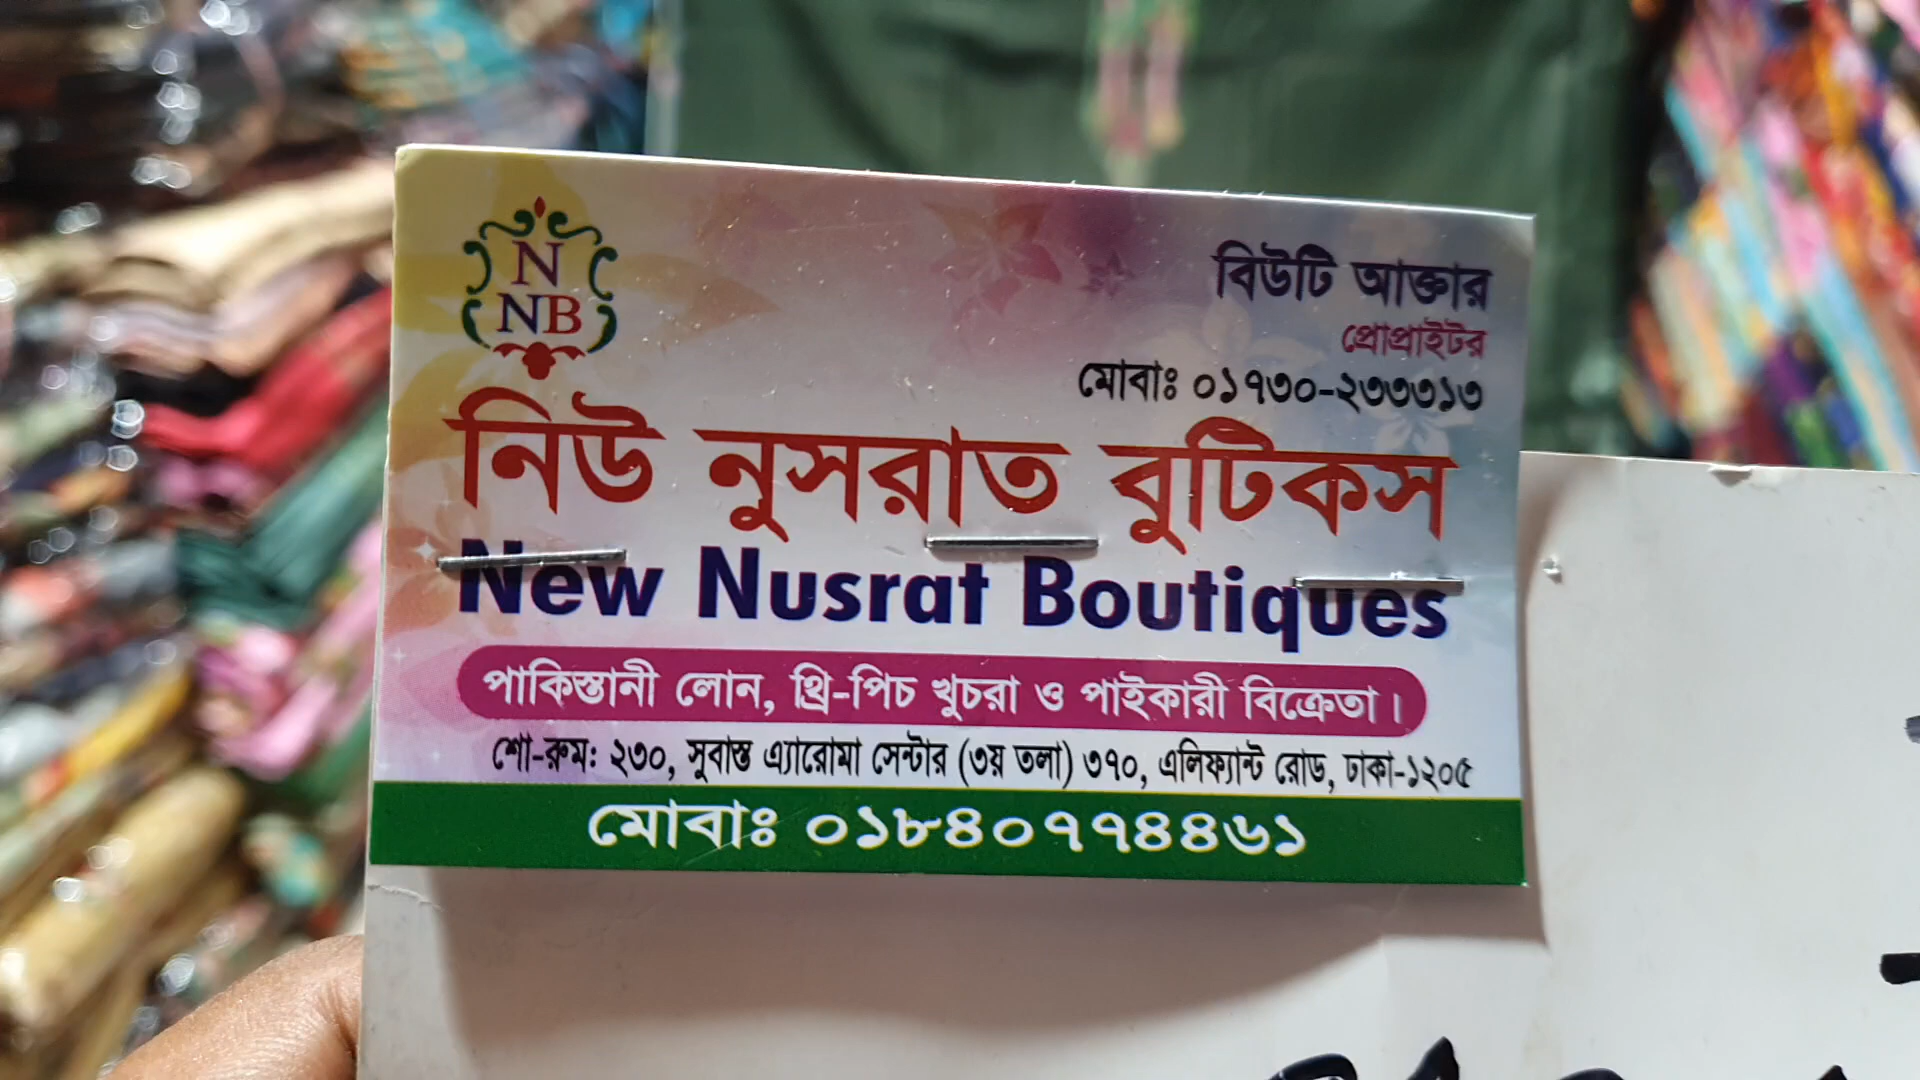 N
NB
বিউটি আক্তার
প্রোপ্রাইটর
মোবাঃ ০১৭৩০-২৩৩৩১৩
নিউ নুসরাত বুটিকস
New Nusrat Boutiques
পাকিস্তানী লোন, থ্রি-পিচ খুচরা ও পাইকারী বিক্রেতা।
শো-রুম: ২৩০, সুবাস্ত এ্যারোমা সেন্টার (৩য় তলা) ৩৭০, এলিফ্যান্ট রোড, ঢাকা-১২০৫
মোবাঃ ০১৮৪০৭৭৪৪৬১